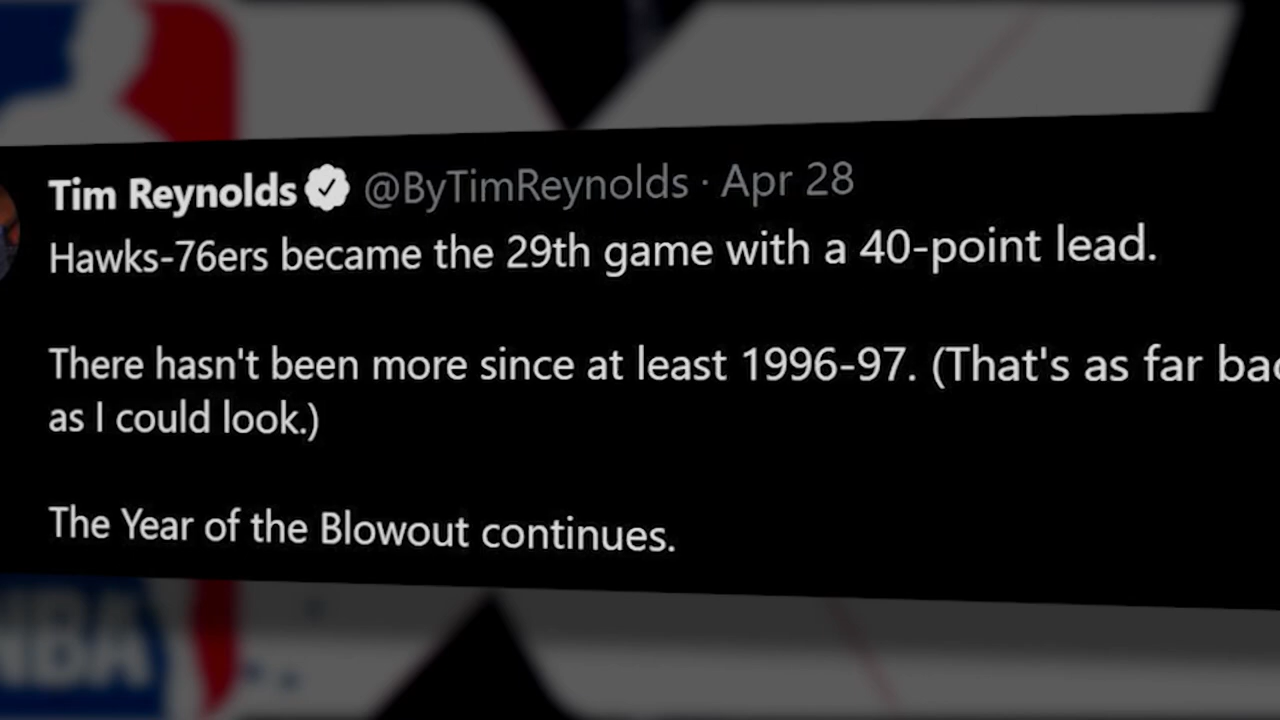 Tim Reynolds @ByTimReynolds · Apr 28
Hawks-76ers became the 29th game with a 40-point lead.
There hasn't been more since at least 1996-97. (That's as far bac
as I could look.)
The Year of the Blowout continues.
NBA